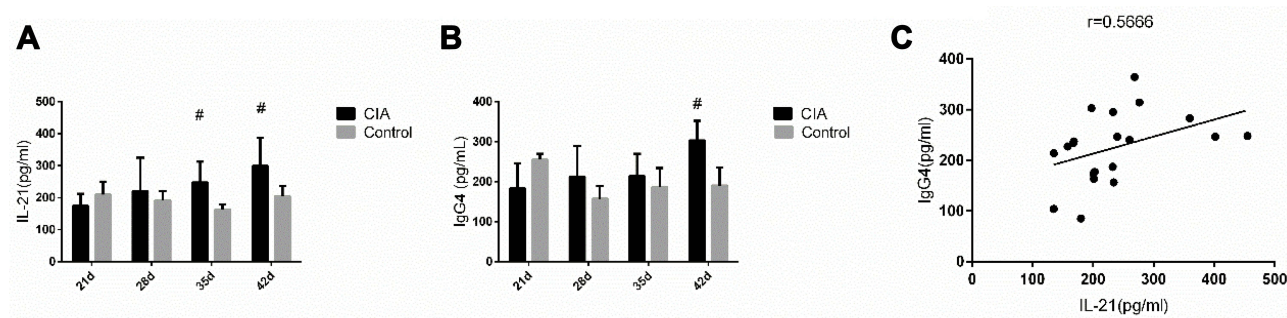 A
IL-21(pg/ml)
500
400
300
200
100
0
21d
28d
35d
42d
#
#
CIA
Control
B
IgG4 (pg/mL)
400
300
200
100
0
21d
28d
35d
42d
#
CIA
Control
C
r=0.5666
IgG4(pg/ml)
400
300
200
100
0
0
100
200
300
400
500
IL-21(pg/ml)